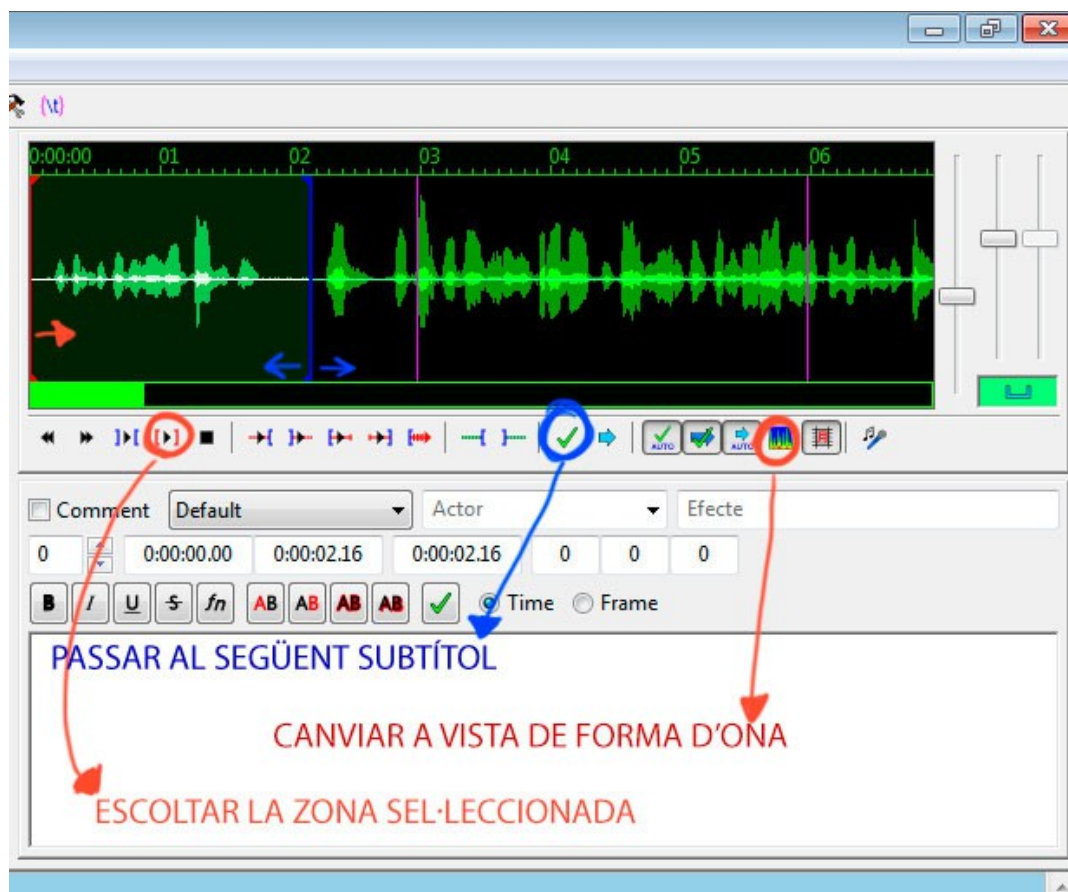 {\t}
0:00:00 01 02 03 04 05 06
AUTO AUTO
Comment Default Actor Efecte
0 0:00:00.00 0:00:02.16 0:00:02.16 0 0 0
B I U S fn AB AB AB AB Time Frame
PASSAR AL SEGÜENT SUBTÍTOL
CANVIAR A VISTA DE FORMA D'ONA
ESCOLTAR LA ZONA SEL·LECCIONADA